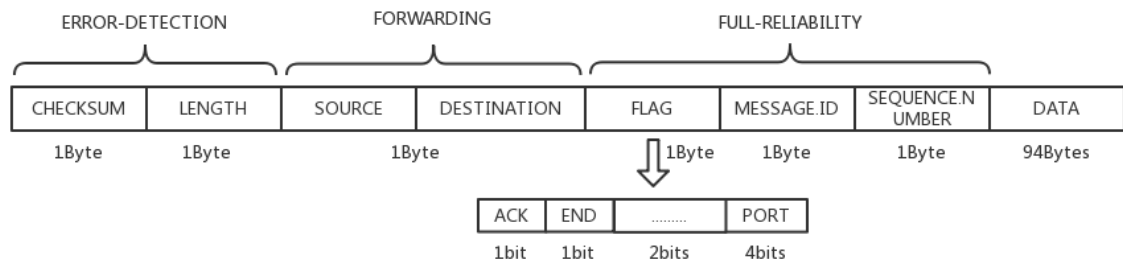 ERROR-DETECTION FORWARDING FULL-RELIABILITY
CHECKSUM LENGTH SOURCE DESTINATION FLAG MESSAGE.ID SEQUENCE.N
UMBER DATA
1Byte 1Byte 1Byte 1Byte 1Byte 1Byte 94Bytes
ACK END ......... PORT
1bit 1bit 2bits 4bits